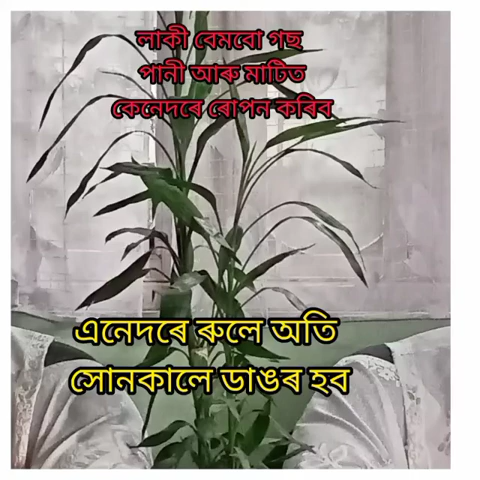 লাকী বেমবো গছ
পানী আৰু মাটিত
কেনেদৰে ৰোপন কৰিব
এনেদৰে ৰুলে অতি
সোনকালে ডাঙৰ হব